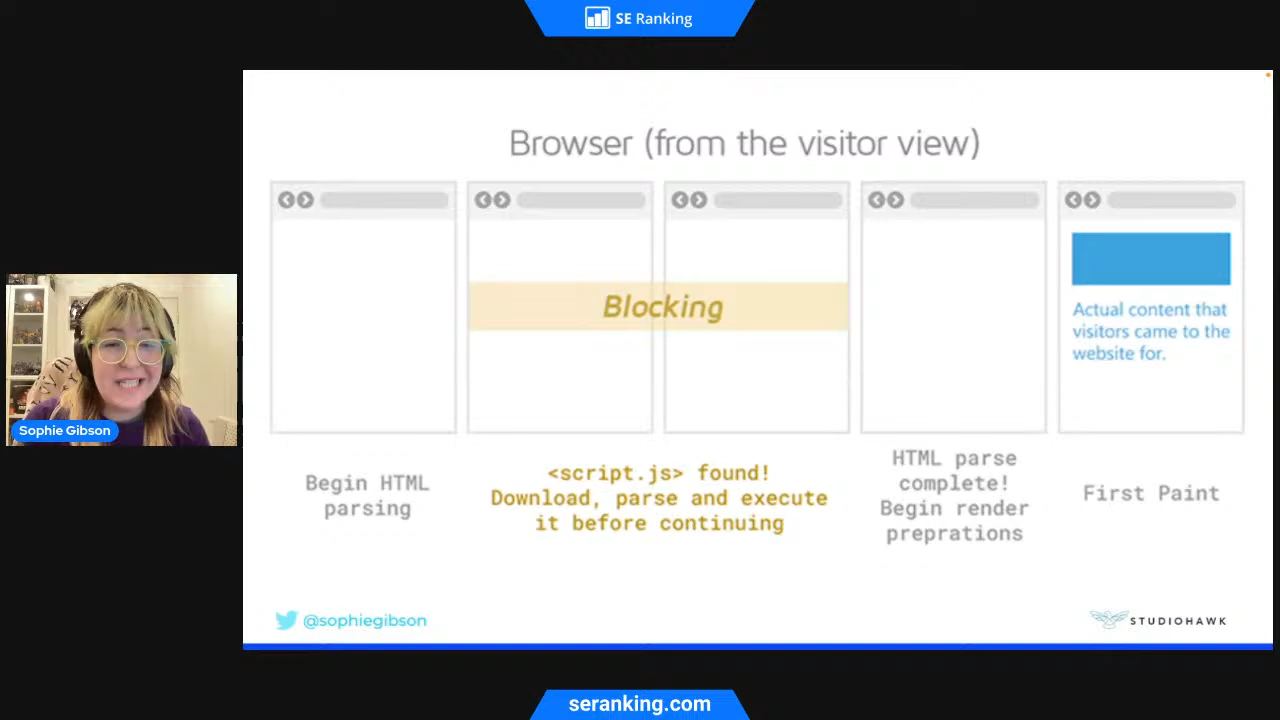 SE Ranking
Browser (from the visitor view)
Blocking
Actual content that
visitors came to the
website for.
Begin HTML
parsing
<script.js> found!
Download, parse and execute
it before continuing
HTML parse
complete!
Begin render
preprations
First Paint
Sophie Gibson
@sophiegibson
STUDIOHAWK
seranking.com